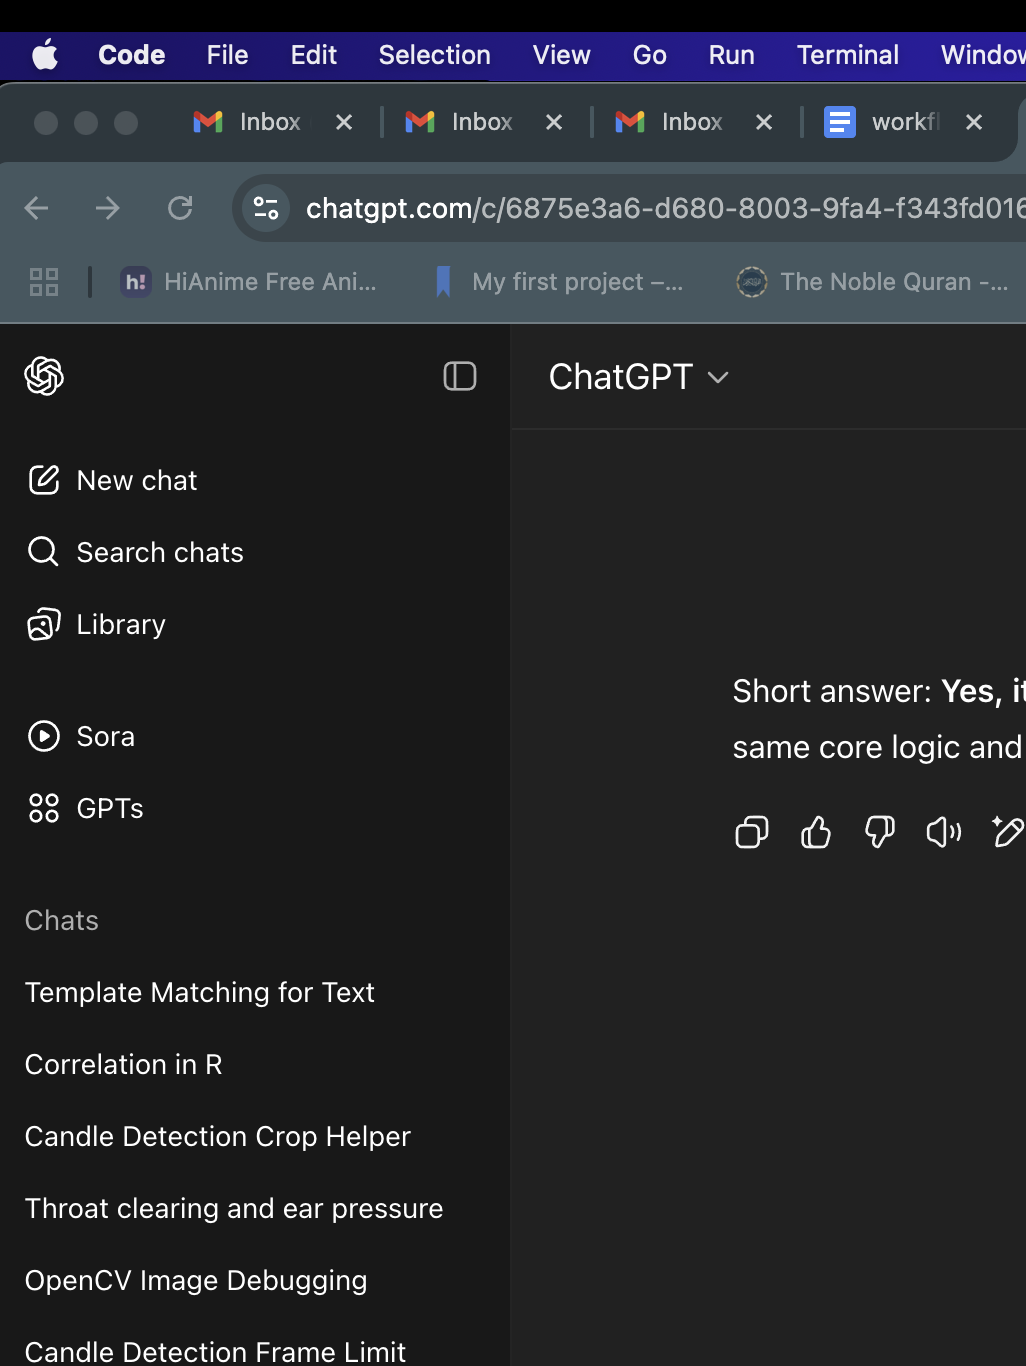 Code File Edit Selection View Go Run Terminal Window
Inbox Inbox Inbox workfl
chatgpt.com/c/6875e3a6-d680-8003-9fa4-f343fd016
h! HiAnime Free Ani... My first project –... The Noble Quran -...
ChatGPT
New chat
Search chats
Library
Sora
GPTs
Chats
Template Matching for Text
Correlation in R
Candle Detection Crop Helper
Throat clearing and ear pressure
OpenCV Image Debugging
Candle Detection Frame Limit
Short answer: Yes, it
same core logic and